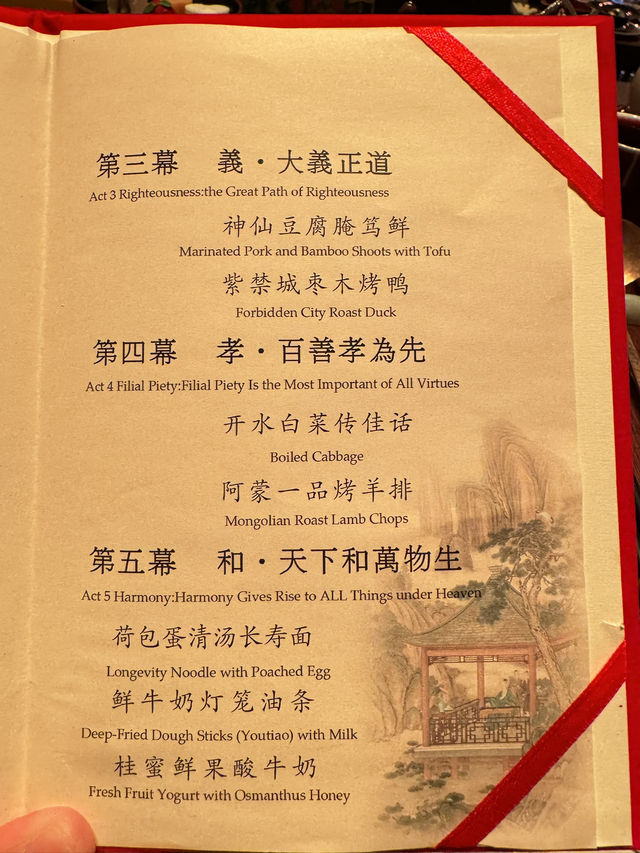 第三幕　義・大義正道
Act 3 Righteousness:the Great Path of Righteousness
神仙豆腐腌笃鲜
Marinated Pork and Bamboo Shoots with Tofu
紫禁城枣木烤鸭
Forbidden City Roast Duck
第四幕　孝・百善孝為先
Act 4 Filial Piety:Filial Piety Is the Most Important of All Virtues
开水白菜传佳话
Boiled Cabbage
阿蒙一品烤羊排
Mongolian Roast Lamb Chops
第五幕　和・天下和萬物生
Act 5 Harmony:Harmony Gives Rise to ALL Things under Heaven
荷包蛋清汤长寿面
Longevity Noodle with Poached Egg
鲜牛奶灯笼油条
Deep-Fried Dough Sticks (Youtiao) with Milk
桂蜜鲜果酸牛奶
Fresh Fruit Yogurt with Osmanthus Honey